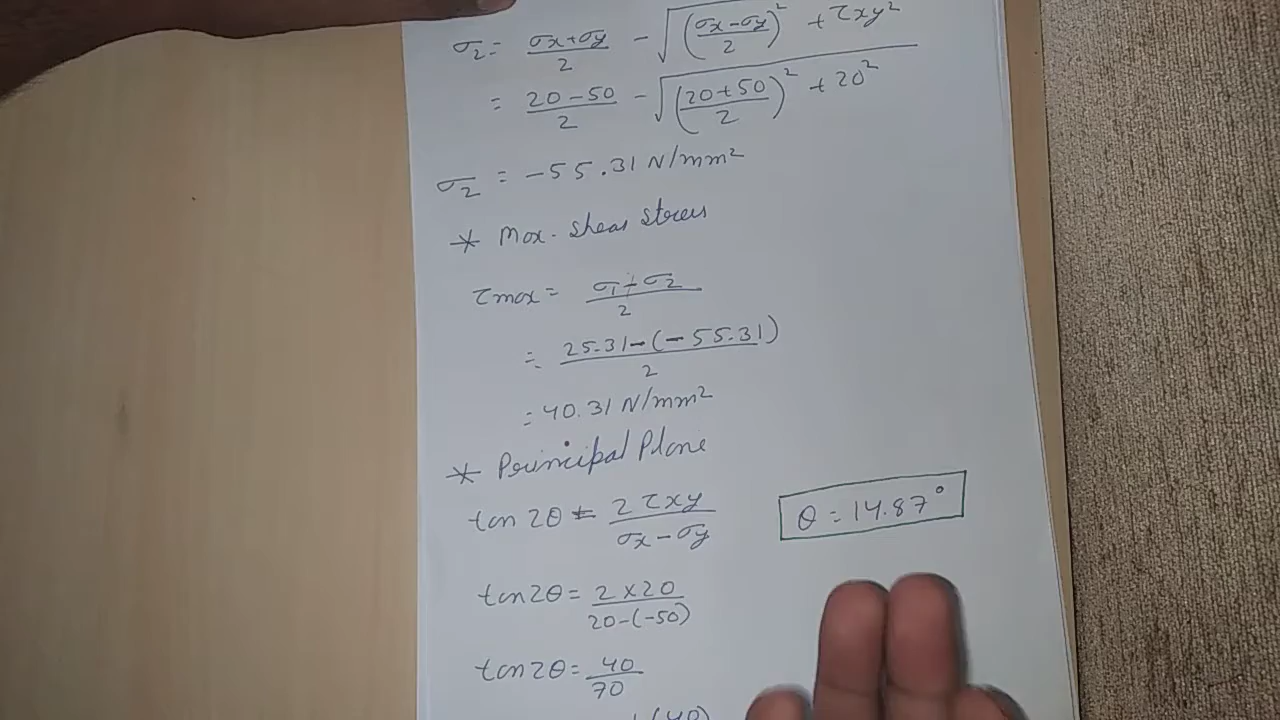 σ2 = σx+σy/2 - √((σx-σy/2)² + τxy²)
= 20-50/2 - √((20+50/2)² + 20²)
σ2 = -55.31 N/mm²
* Max. Shear Stress
τmax = σ1+σ2/2
= 25.31-(-55.31)/2
= 40.31 N/mm²
* Principal Plane
tan 2θ = 2τxy/σx-σy
θ = 14.87°
tan2θ = 2×20/20-(-50)
tan2θ = 40/70
(40)